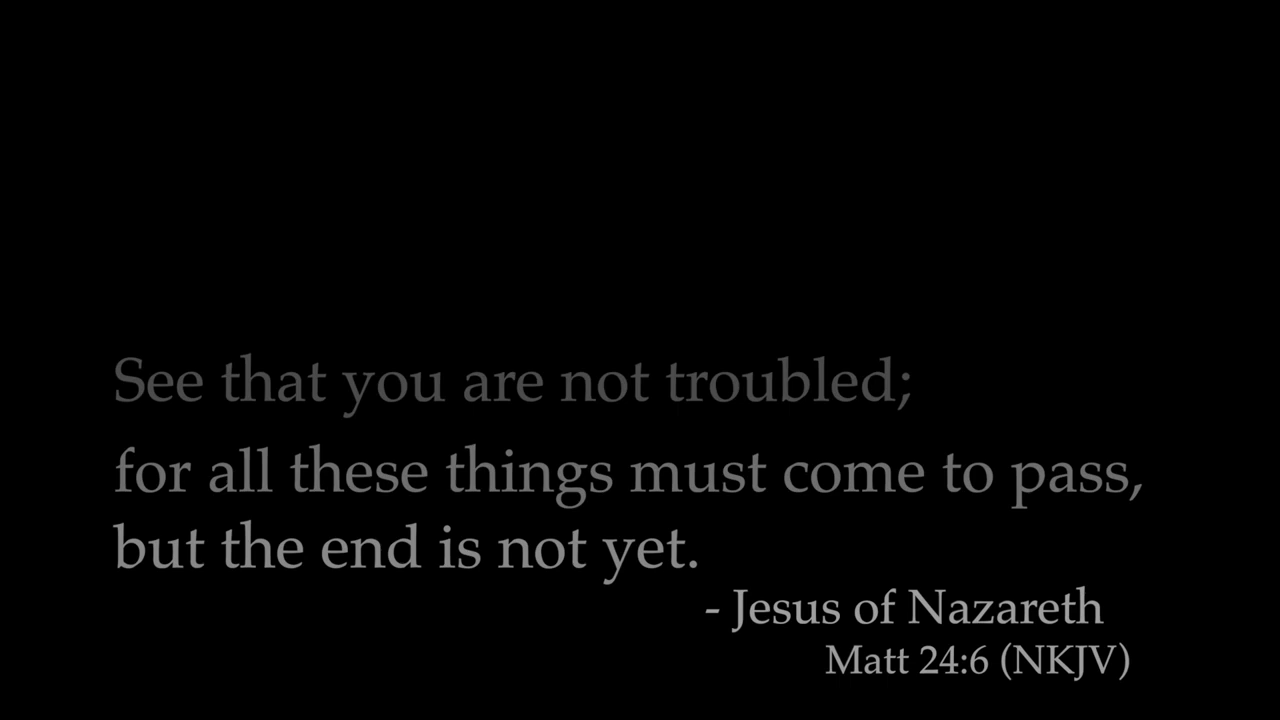 See that you are not troubled;
for all these things must come to pass,
but the end is not yet.
- Jesus of Nazareth
Matt 24:6 (NKJV)